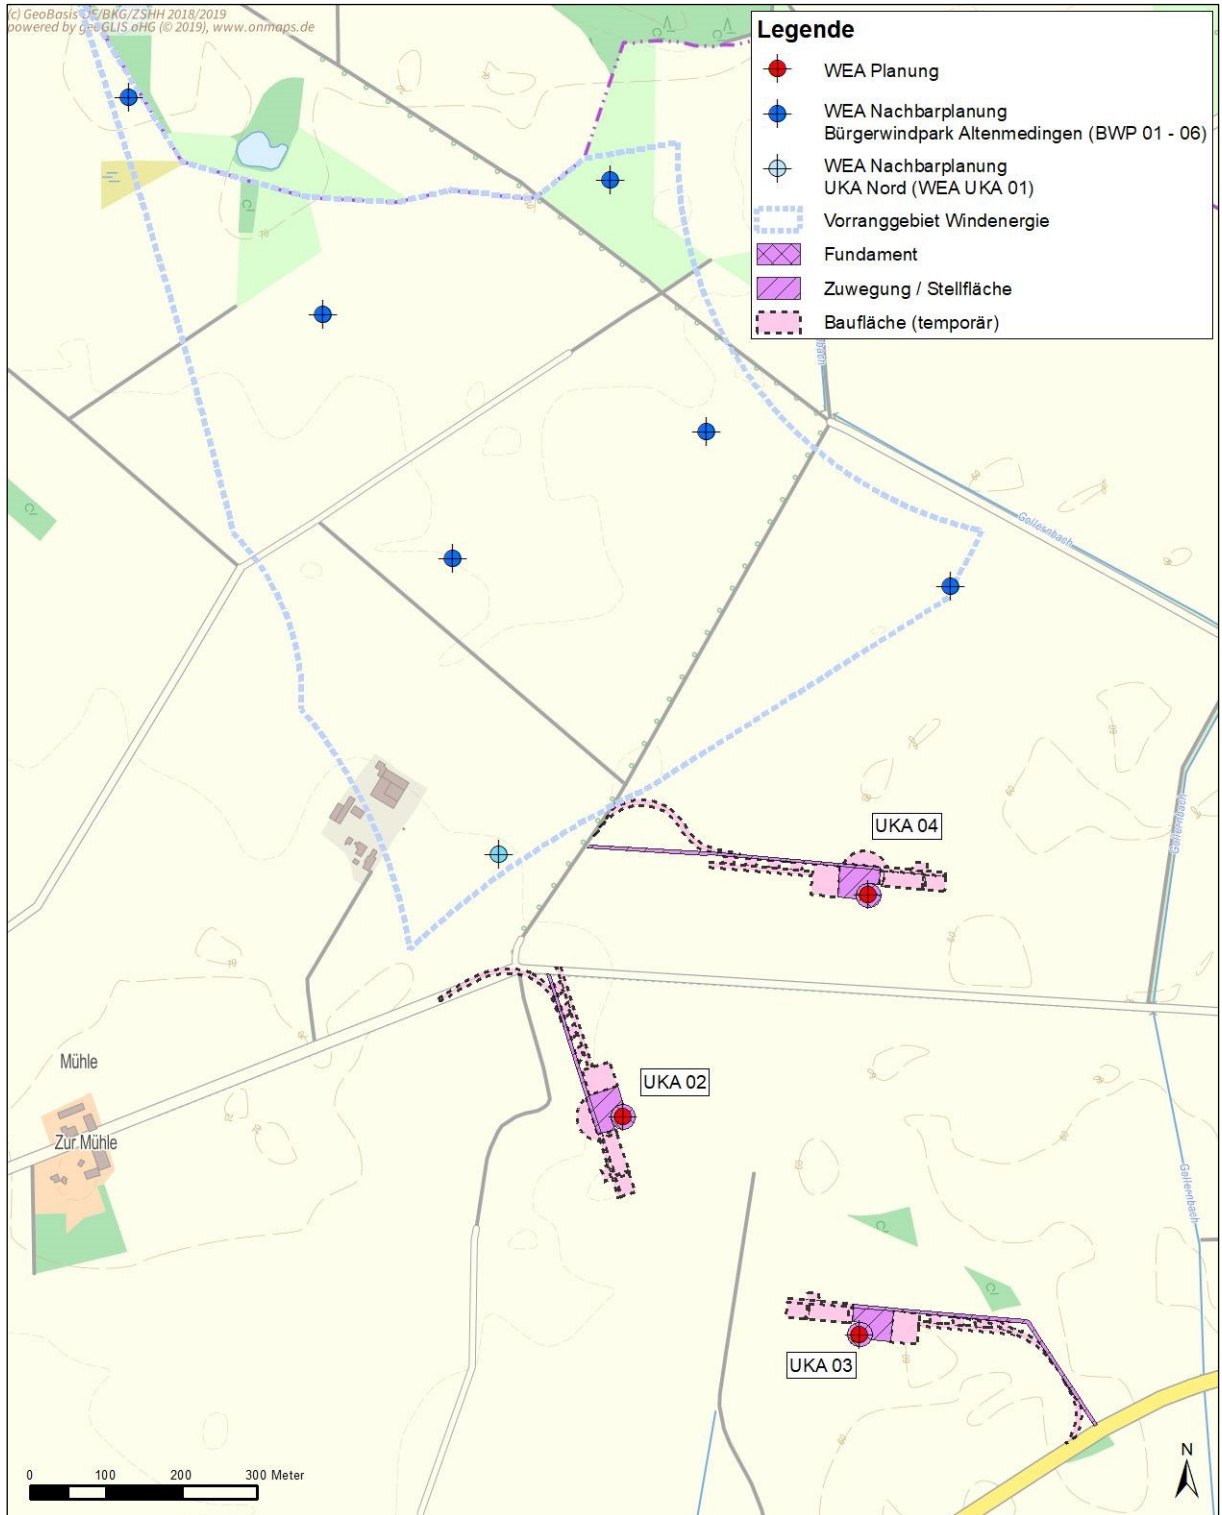 (c) GeoBasis DE/BKG/ZSHH 2018/2019
powered by geoGLIS oHG (© 2019), www.onmaps.de
Legende
WEA Planung
WEA Nachbarplanung
Bürgerwindpark Altenmedingen (BWP 01 - 06)
WEA Nachbarplanung
UKA Nord (WEA UKA 01)
Vorranggebiet Windenergie
Fundament
Zuwegung / Stellfläche
Baufläche (temporär)
bach
Gollernbach
Gollernbach
UKA 04
Mühle
UKA 02
Zur Mühle
Gollernbach
UKA 03
N
0 100 200 300 Meter